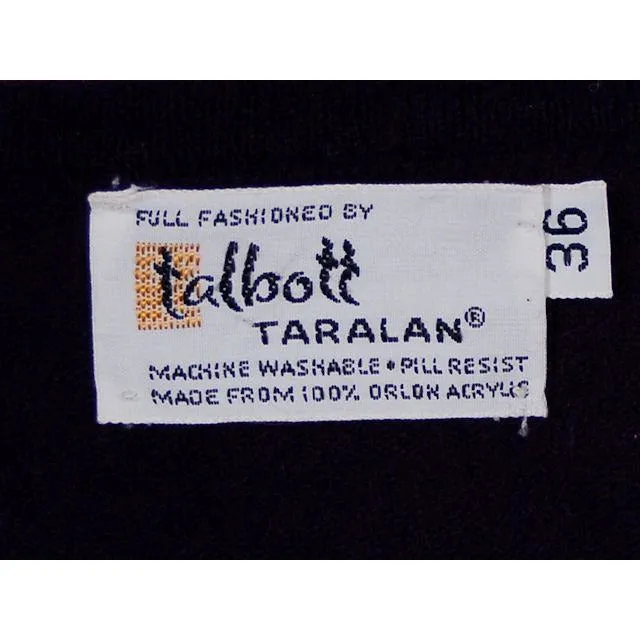 FULL FASHIONED BY
talbott
TARALAN®
MACHINE WASHABLE • PILL RESIST
MADE FROM 100% ORLON ACRYLIC
36